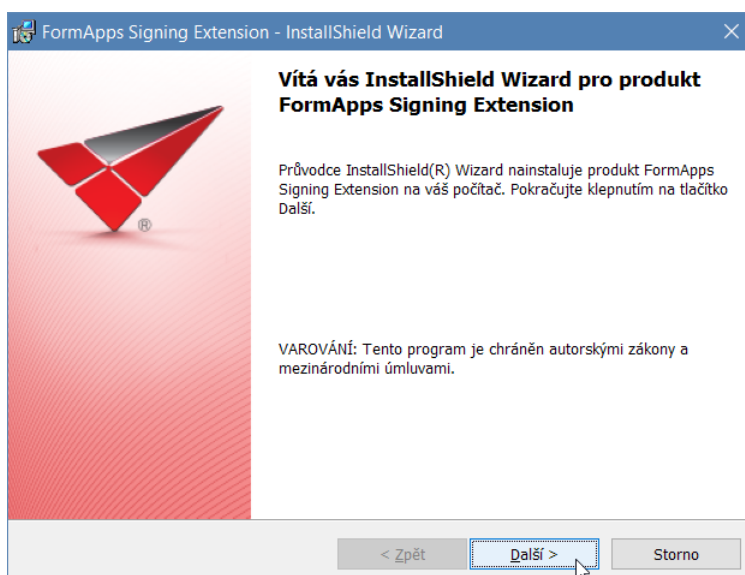 FormApps Signing Extension - InstallShield Wizard
Vítá vás InstallShield Wizard pro produkt
FormApps Signing Extension
Průvodce InstallShield(R) Wizard nainstaluje produkt FormApps
Signing Extension na váš počítač. Pokračujte klepnutím na tlačítko
Další.
®
VAROVÁNÍ: Tento program je chráněn autorskými zákony a
mezinárodními úmluvami.
< Zpět Další > Storno